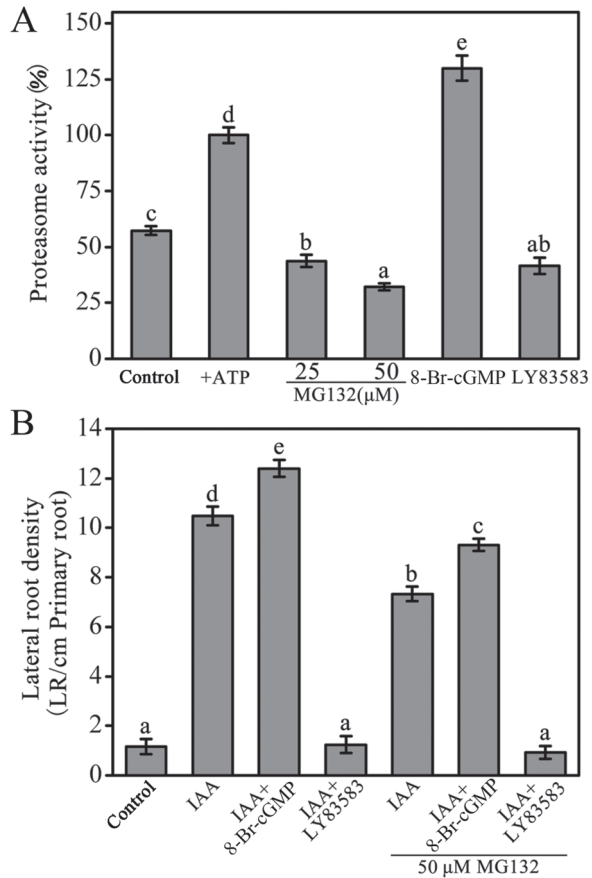 A
Proteasome activity (%)
150
125
100
75
50
25
0
c
d
b
a
e
ab
Control
+ATP
25
50
MG132(μM)
8-Br-cGMP
LY83583
B
Lateral root density
(LR/cm Primary root)
14
12
10
8
6
4
2
0
a
d
e
a
b
c
a
Control
IAA
IAA+
8-Br-cGMP
IAA+
LY83583
IAA
IAA+
8-Br-cGMP
IAA+
LY83583
50 μM MG132